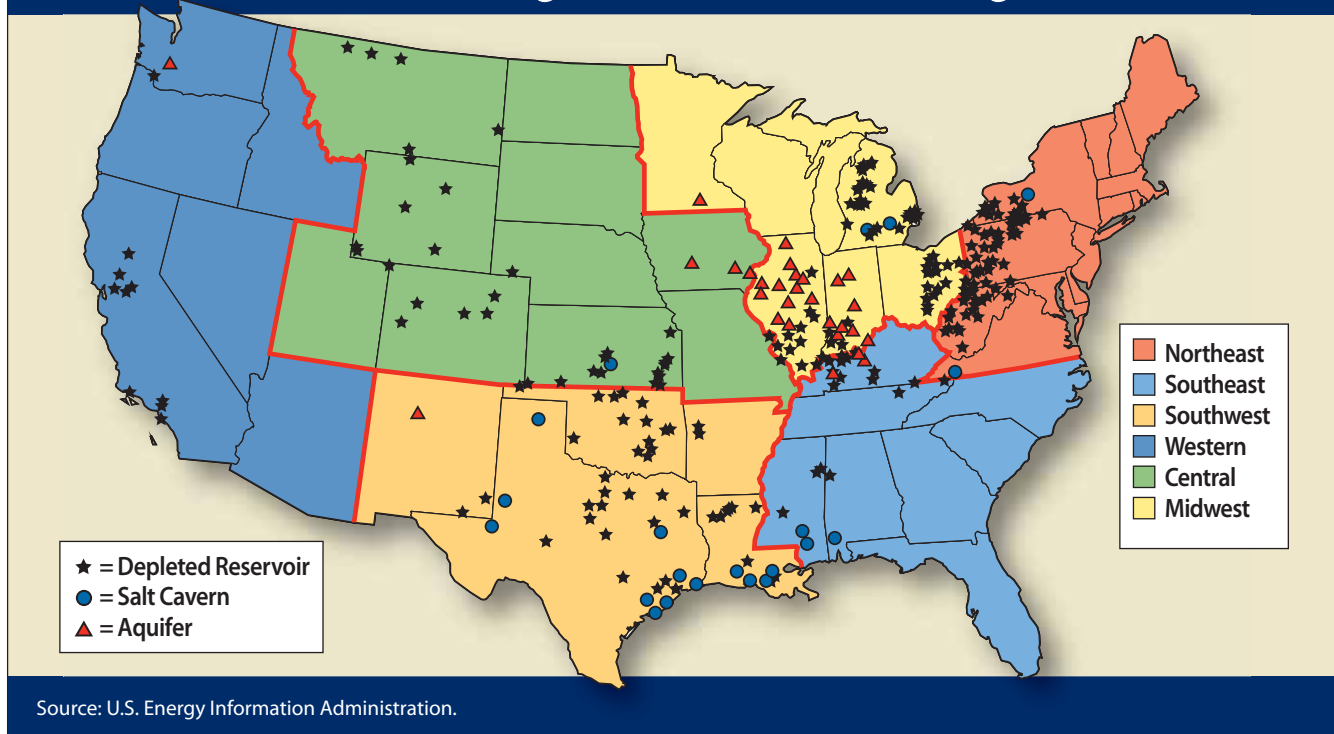 Northeast
Southeast
Southwest
Western
Central
Midwest
= Depleted Reservoir
= Salt Cavern
= Aquifer
Source: U.S. Energy Information Administration.